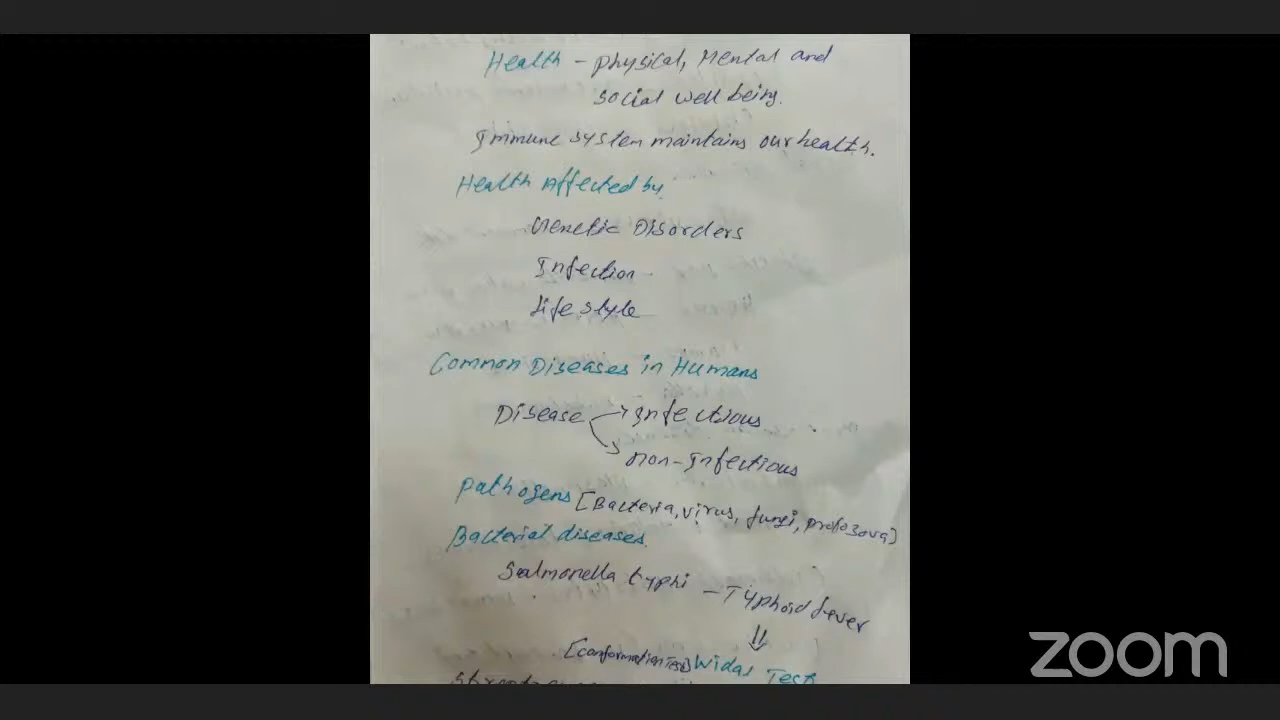 Health - physical, Mental and
social well being.
Immune system maintains our health.
Health Affected by
Genetic Disorders
Infection
Life style
Common Diseases in Humans
Disease → Infectious
→ non-Infectious
pathogens [Bacteria, virus, fungi, protozova]
Bacterial diseases
Salmonella typhi - Typhoid fever
⇓
[conformation Test] Widal Test
zoom